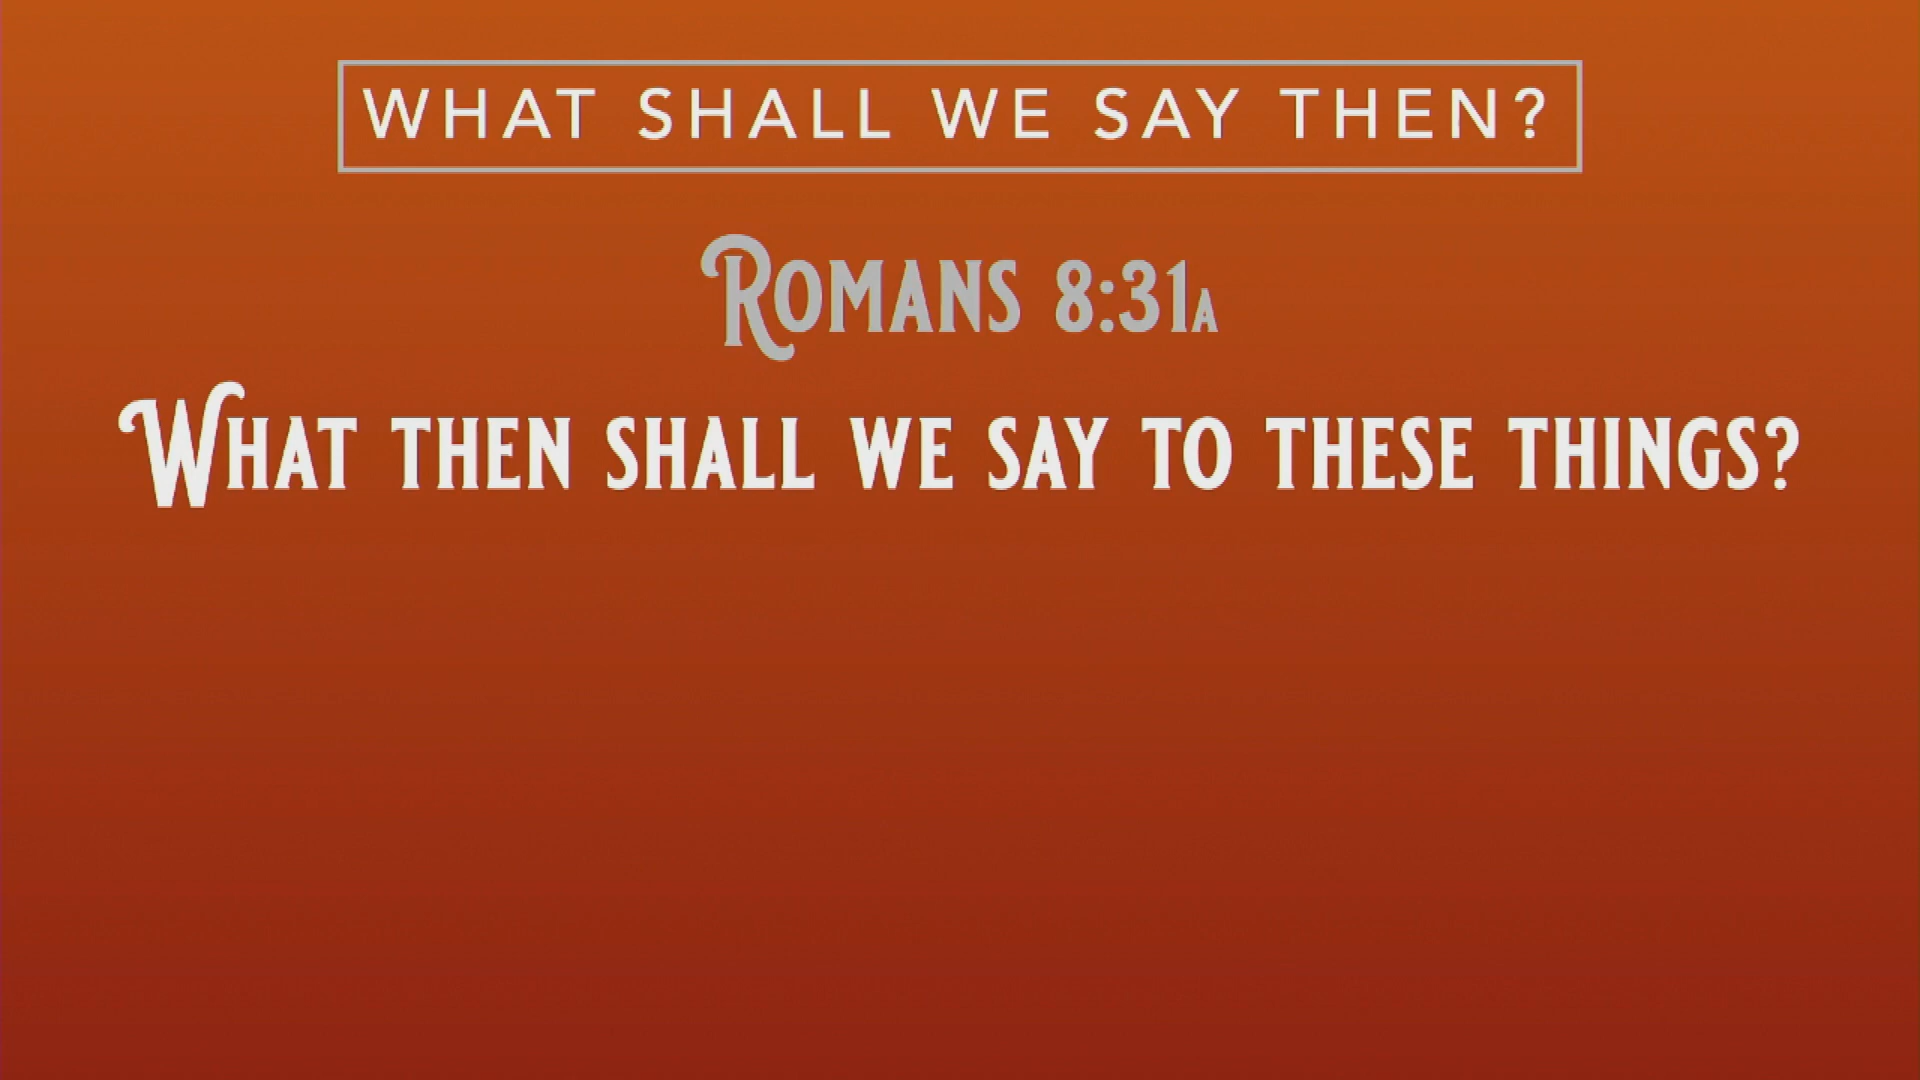 WHAT SHALL WE SAY THEN?
Romans 8:31a
What then shall we say to these things?